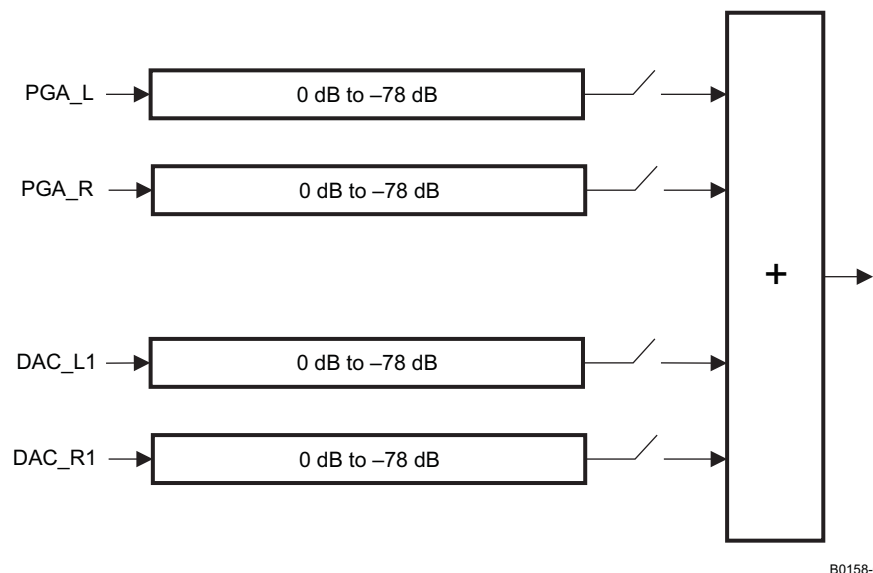 PGA_L 0 dB to –78 dB
PGA_R 0 dB to –78 dB
+
DAC_L1 0 dB to –78 dB
DAC_R1 0 dB to –78 dB
B0158-